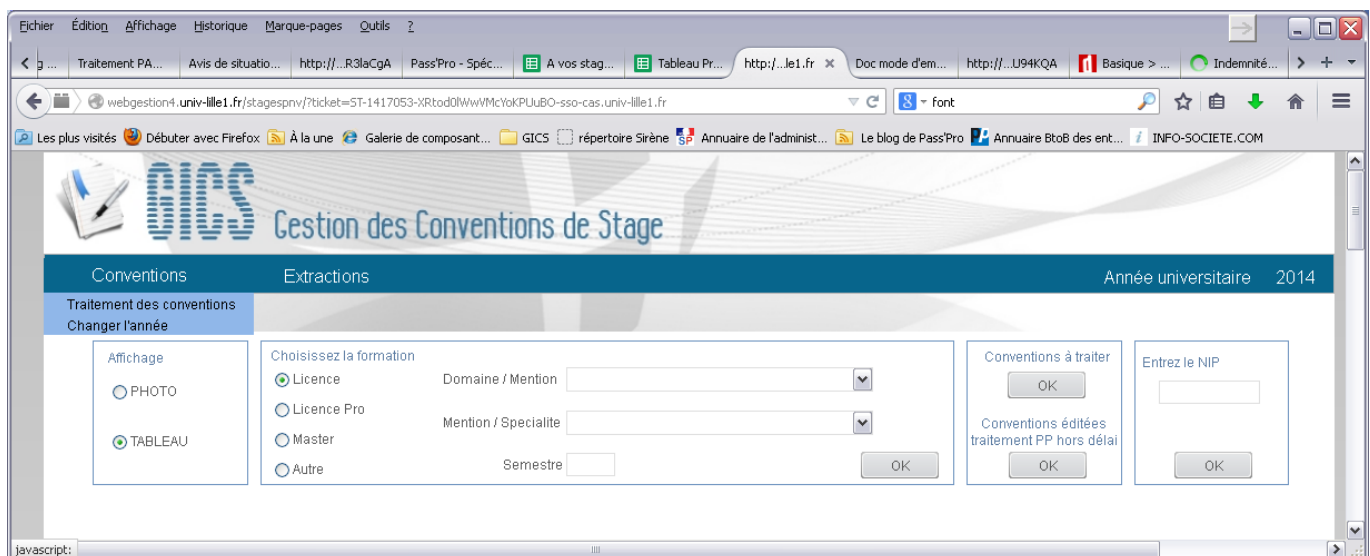 Fichier Édition Affichage Historique Marque-pages Outils ?
g ... Traitement PA... Avis de situatio... http://...R3laCgA Pass'Pro - Spéc... A vos stag... Tableau Pr... http:/...le1.fr Doc mode d'em... http://...U94KQA Basique > ... Indemnité...
webgestion4.univ-lille1.fr/stagespnv/?ticket=ST-1417053-XRtod0lWwVMcYoKPUuBO-sso-cas.univ-lille1.fr font
Les plus visités Débuter avec Firefox À la une Galerie de composant... GICS répertoire Sirène Annuaire de l'administ... Le blog de Pass'Pro Annuaire BtoB des ent... INFO-SOCIETE.COM
GICS Gestion des Conventions de Stage
Conventions Extractions Année universitaire 2014
Traitement des conventions
Changer l'année
Affichage
PHOTO
TABLEAU
Choisissez la formation
Licence Domaine / Mention
Licence Pro
Mention / Specialite
Master
Autre Semestre OK
Conventions à traiter
OK
Conventions éditées
traitement PP hors délai
OK
Entrez le NIP
OK
javascript: